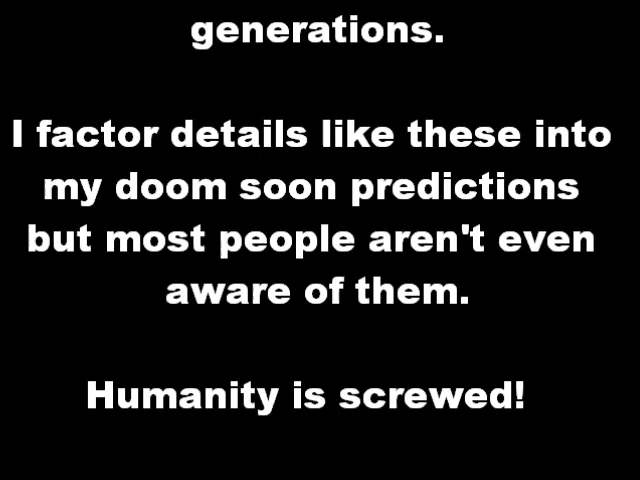 generations.
I factor details like these into
my doom soon predictions
but most people aren't even
aware of them.
Humanity is screwed!